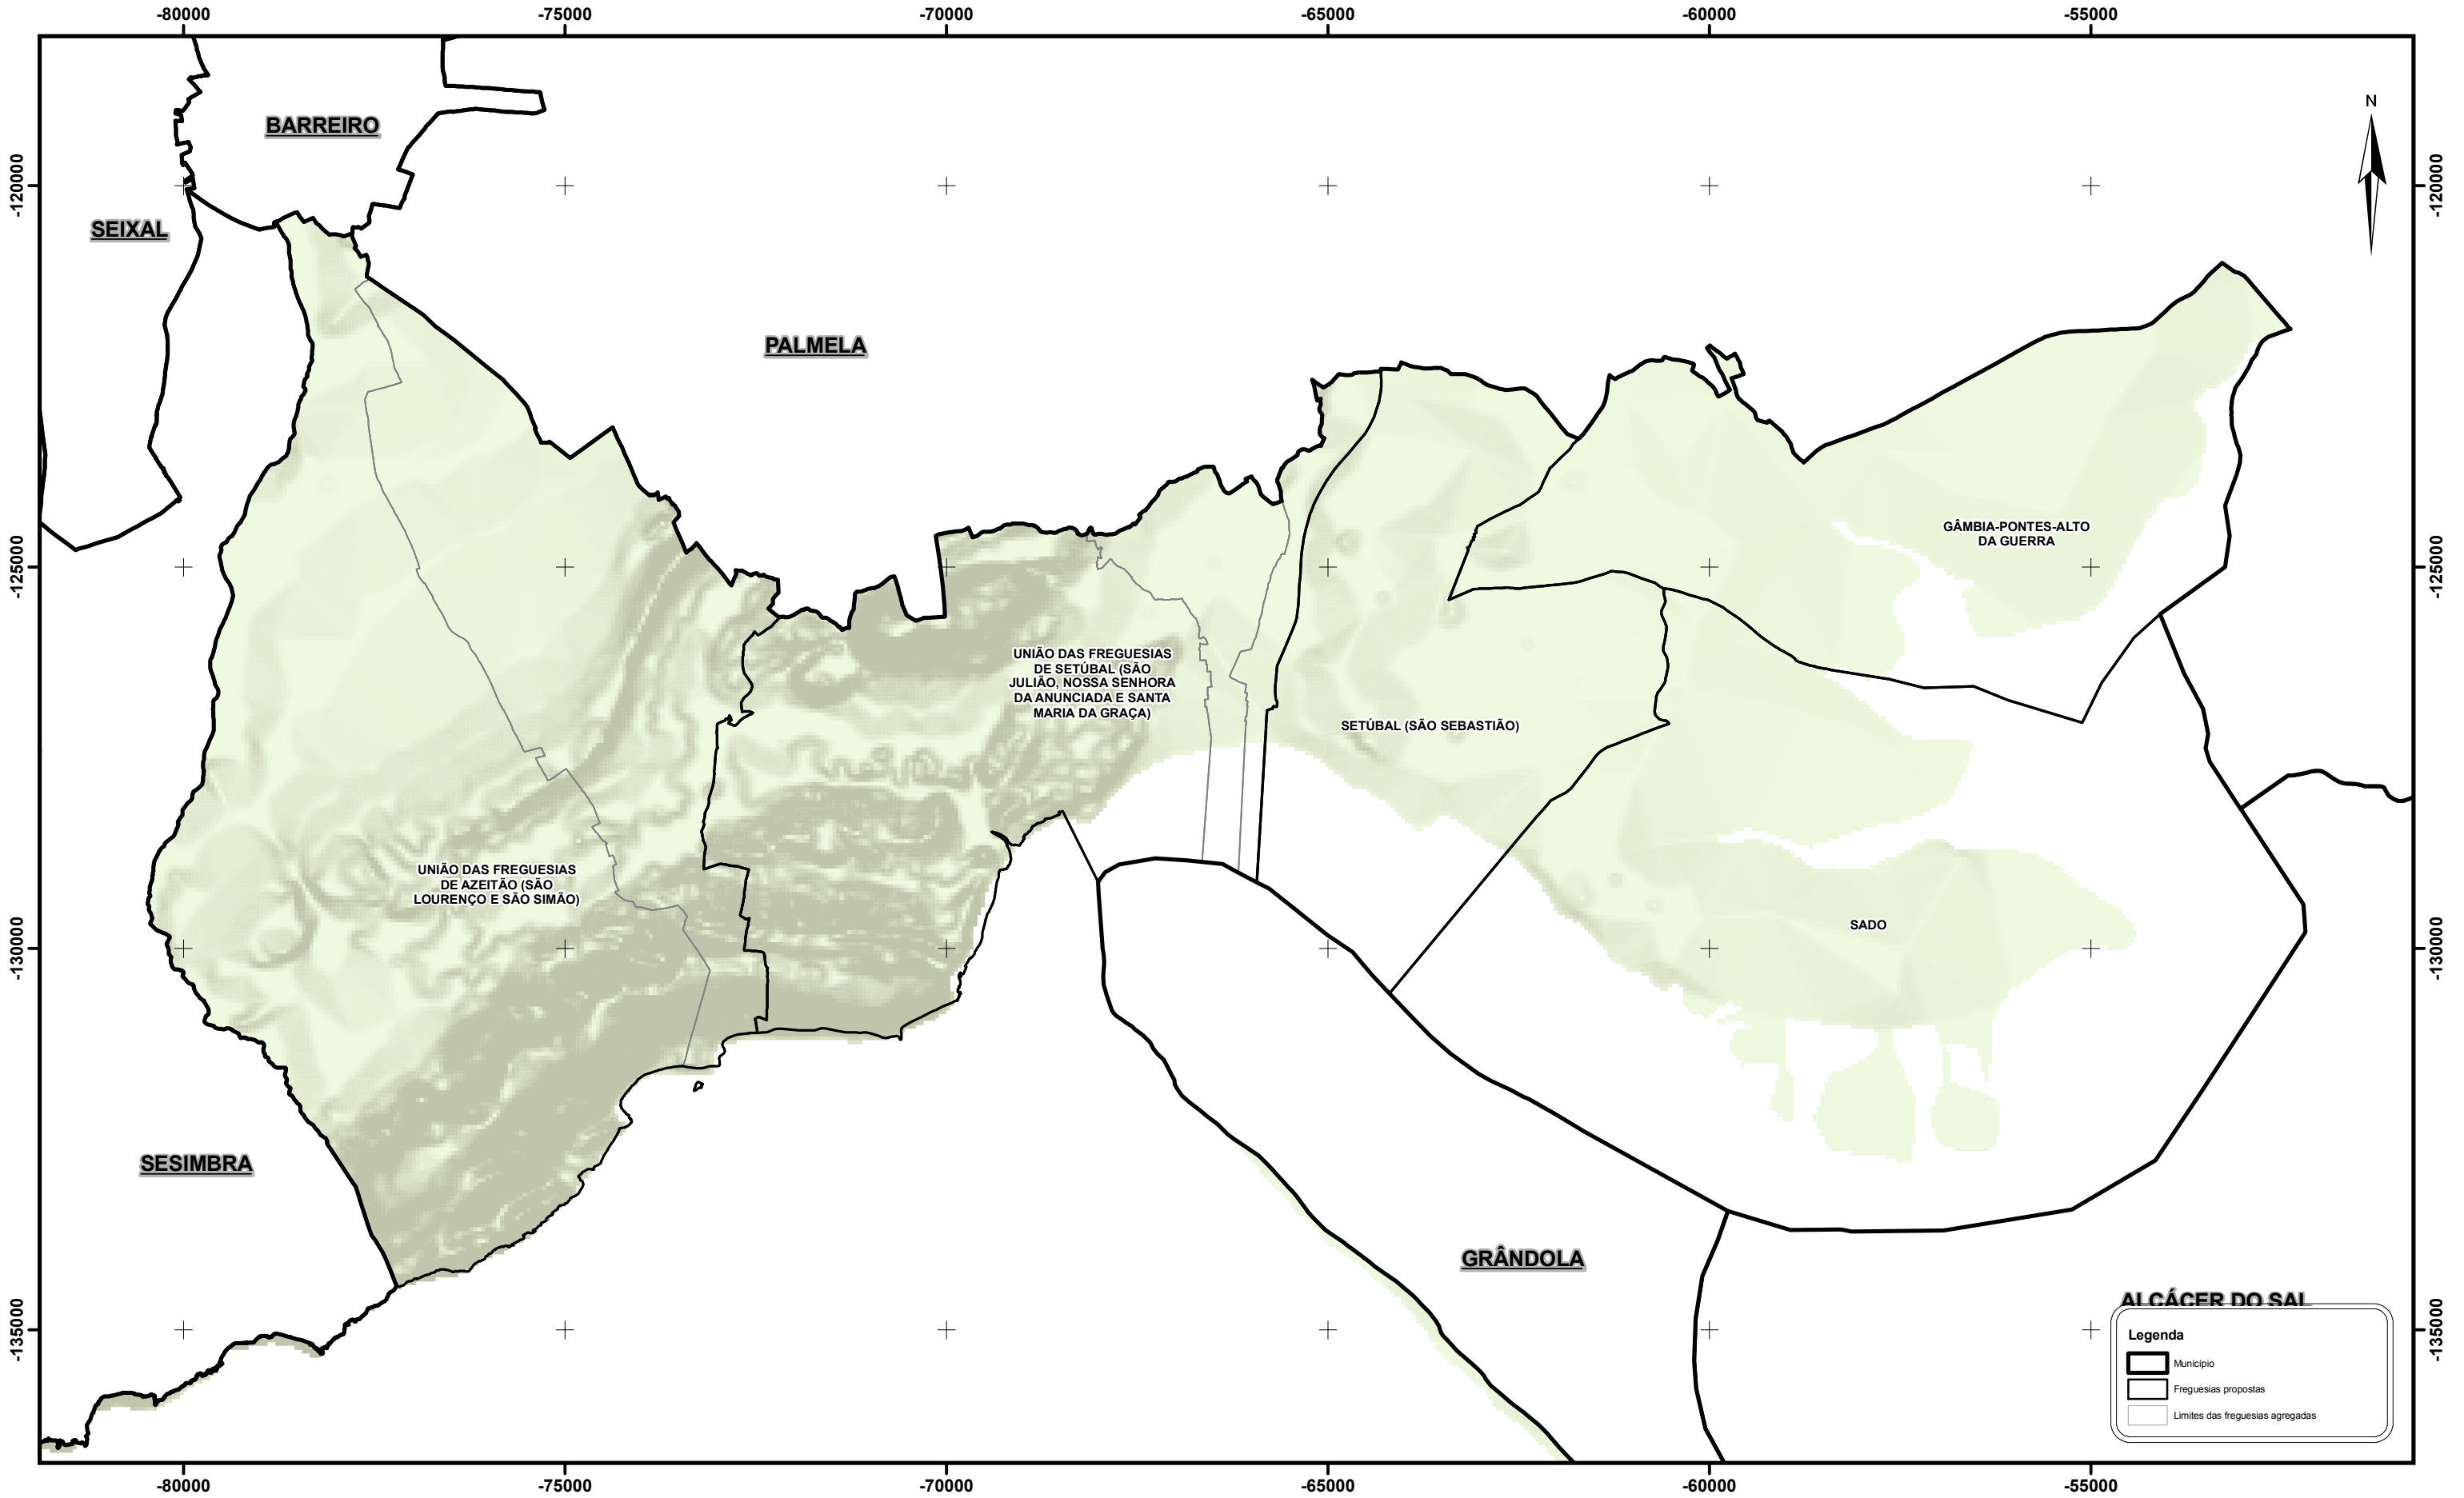 -80000
-75000
-70000
-65000
-60000
-55000
N
BARREIRO
-120000
-120000
SEIXAL
PALMELA
GÂMBIA-PONTES-ALTO
DA GUERRA
-125000
-125000
UNIÃO DAS FREGUESIAS
DE SETÚBAL (SÃO
JULIÃO, NOSSA SENHORA
DA ANUNCIADA E SANTA
MARIA DA GRAÇA)
SETÚBAL (SÃO SEBASTIÃO)
UNIÃO DAS FREGUESIAS
DE AZEITÃO (SÃO
LOURENÇO E SÃO SIMÃO)
SADO
-130000
-130000
SESIMBRA
GRÂNDOLA
ALCÁCER DO SAL
-135000
-135000
Legenda
Município
Freguesias propostas
Limites das freguesias agregadas
-80000
-75000
-70000
-65000
-60000
-55000